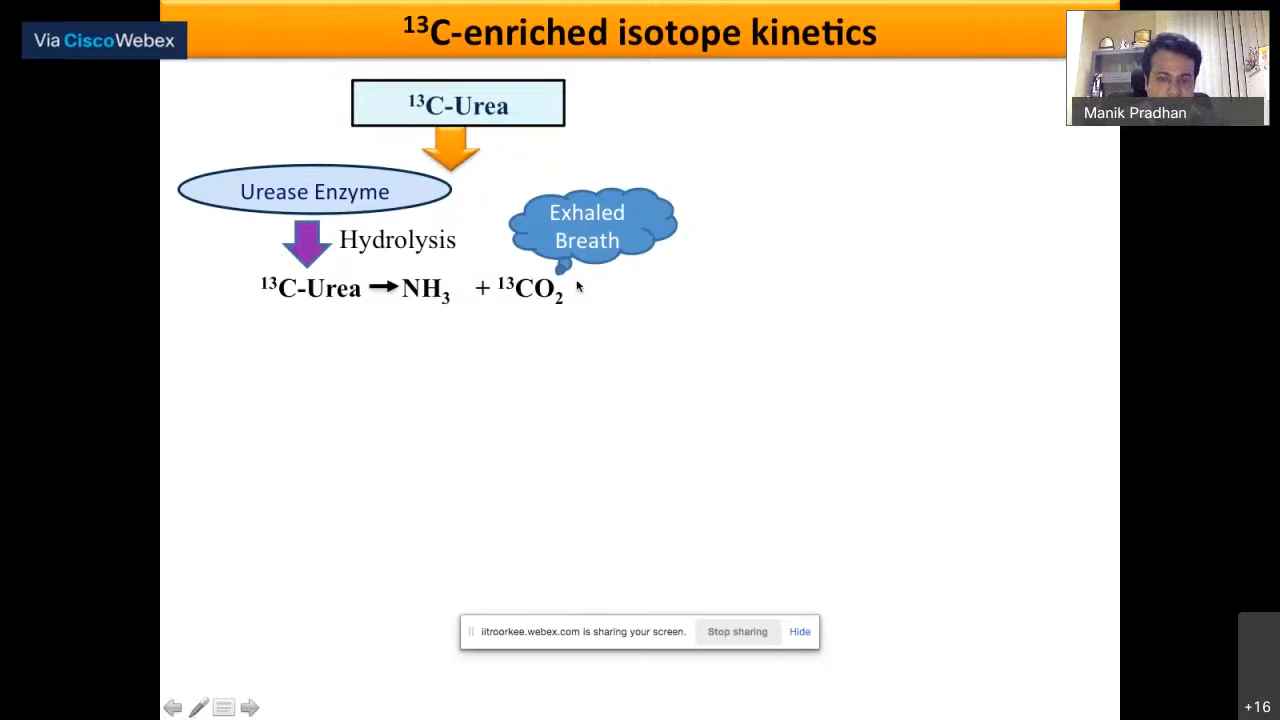 Via CiscoWebex
¹³C-enriched isotope kinetics
Manik Pradhan
¹³C-Urea
Urease Enzyme
Exhaled
Breath
Hydrolysis
¹³C-Urea → NH₃ + ¹³CO₂
iitroorkee.webex.com is sharing your screen. Stop sharing Hide
+16